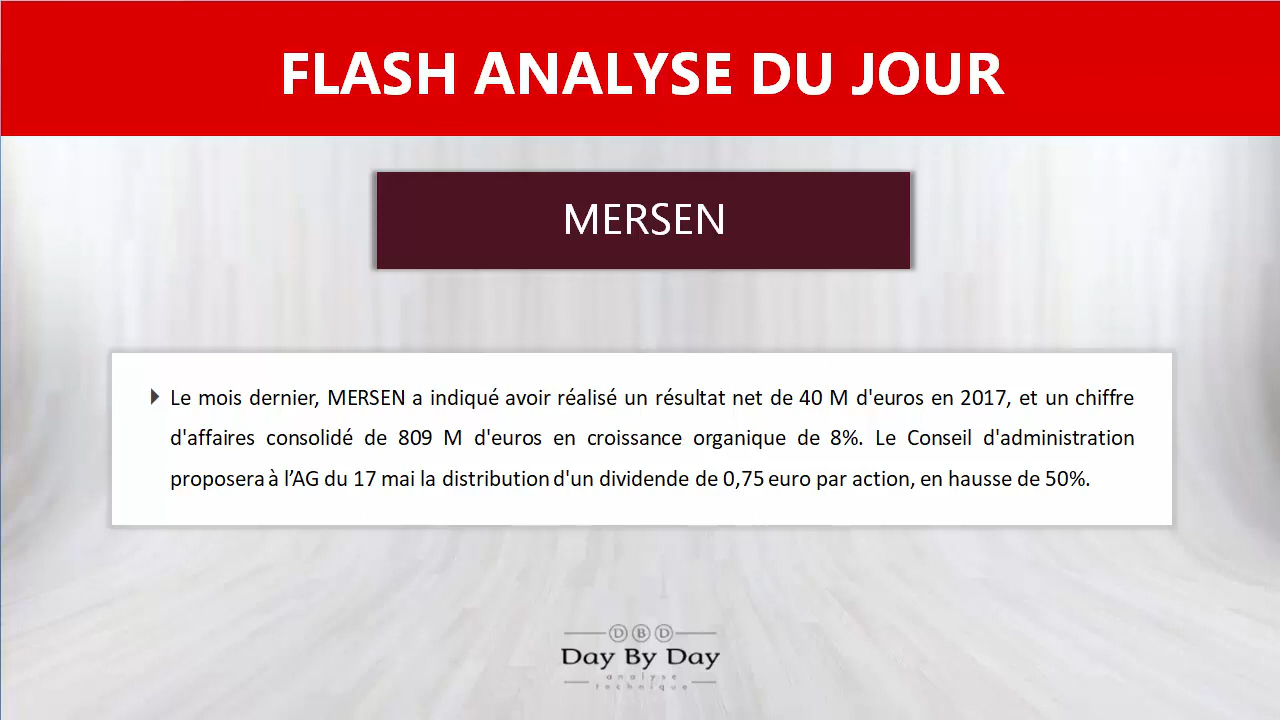 FLASH ANALYSE DU JOUR
MERSEN
Le mois dernier, MERSEN a indiqué avoir réalisé un résultat net de 40 M d'euros en 2017, et un chiffre
d'affaires consolidé de 809 M d'euros en croissance organique de 8%. Le Conseil d'administration
proposera à l’AG du 17 mai la distribution d'un dividende de 0,75 euro par action, en hausse de 50%.
DBD
Day By Day
analyse
technique